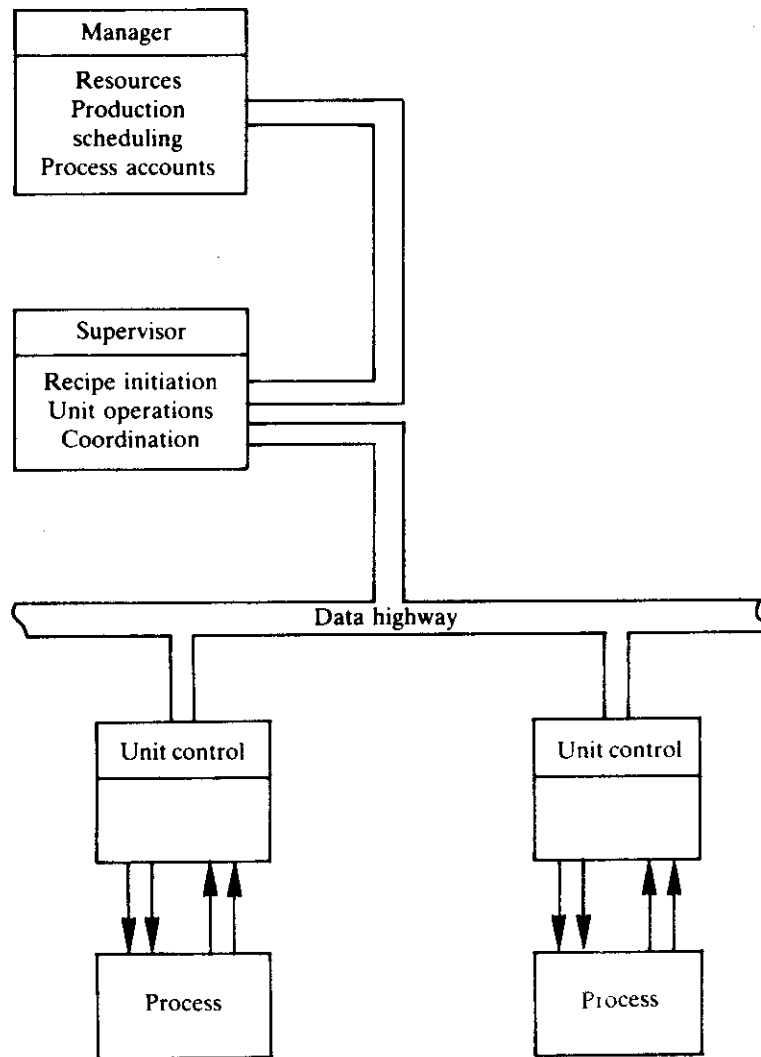 Manager
Resources
Production
scheduling
Process accounts
Supervisor
Recipe initiation
Unit operations
Coordination
Data highway
Unit control
Unit control
Process
Process